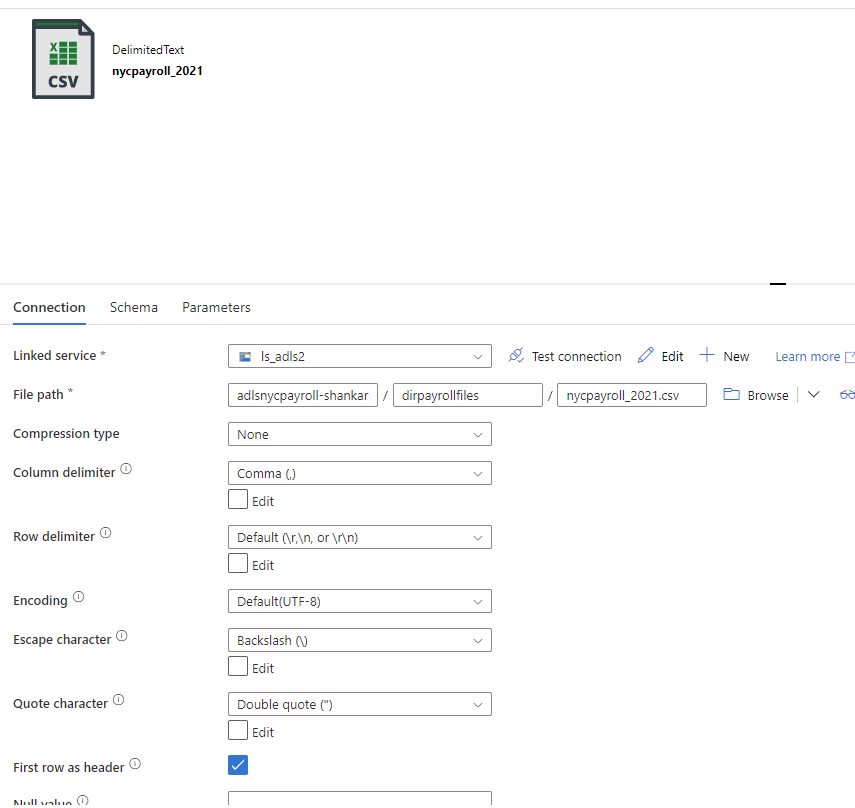 X
CSV
DelimitedText
nycpayroll_2021
Connection Schema Parameters
Linked service * ls_adls2 Test connection Edit New Learn more
File path * adlsnycpayroll-shankar / dirpayrollfiles / nycpayroll_2021.csv Browse
Compression type None
Column delimiter Comma (,)
Edit
Row delimiter Default (\r,\n, or \r\n)
Edit
Encoding Default(UTF-8)
Escape character Backslash (\)
Edit
Quote character Double quote (")
Edit
First row as header
Null value